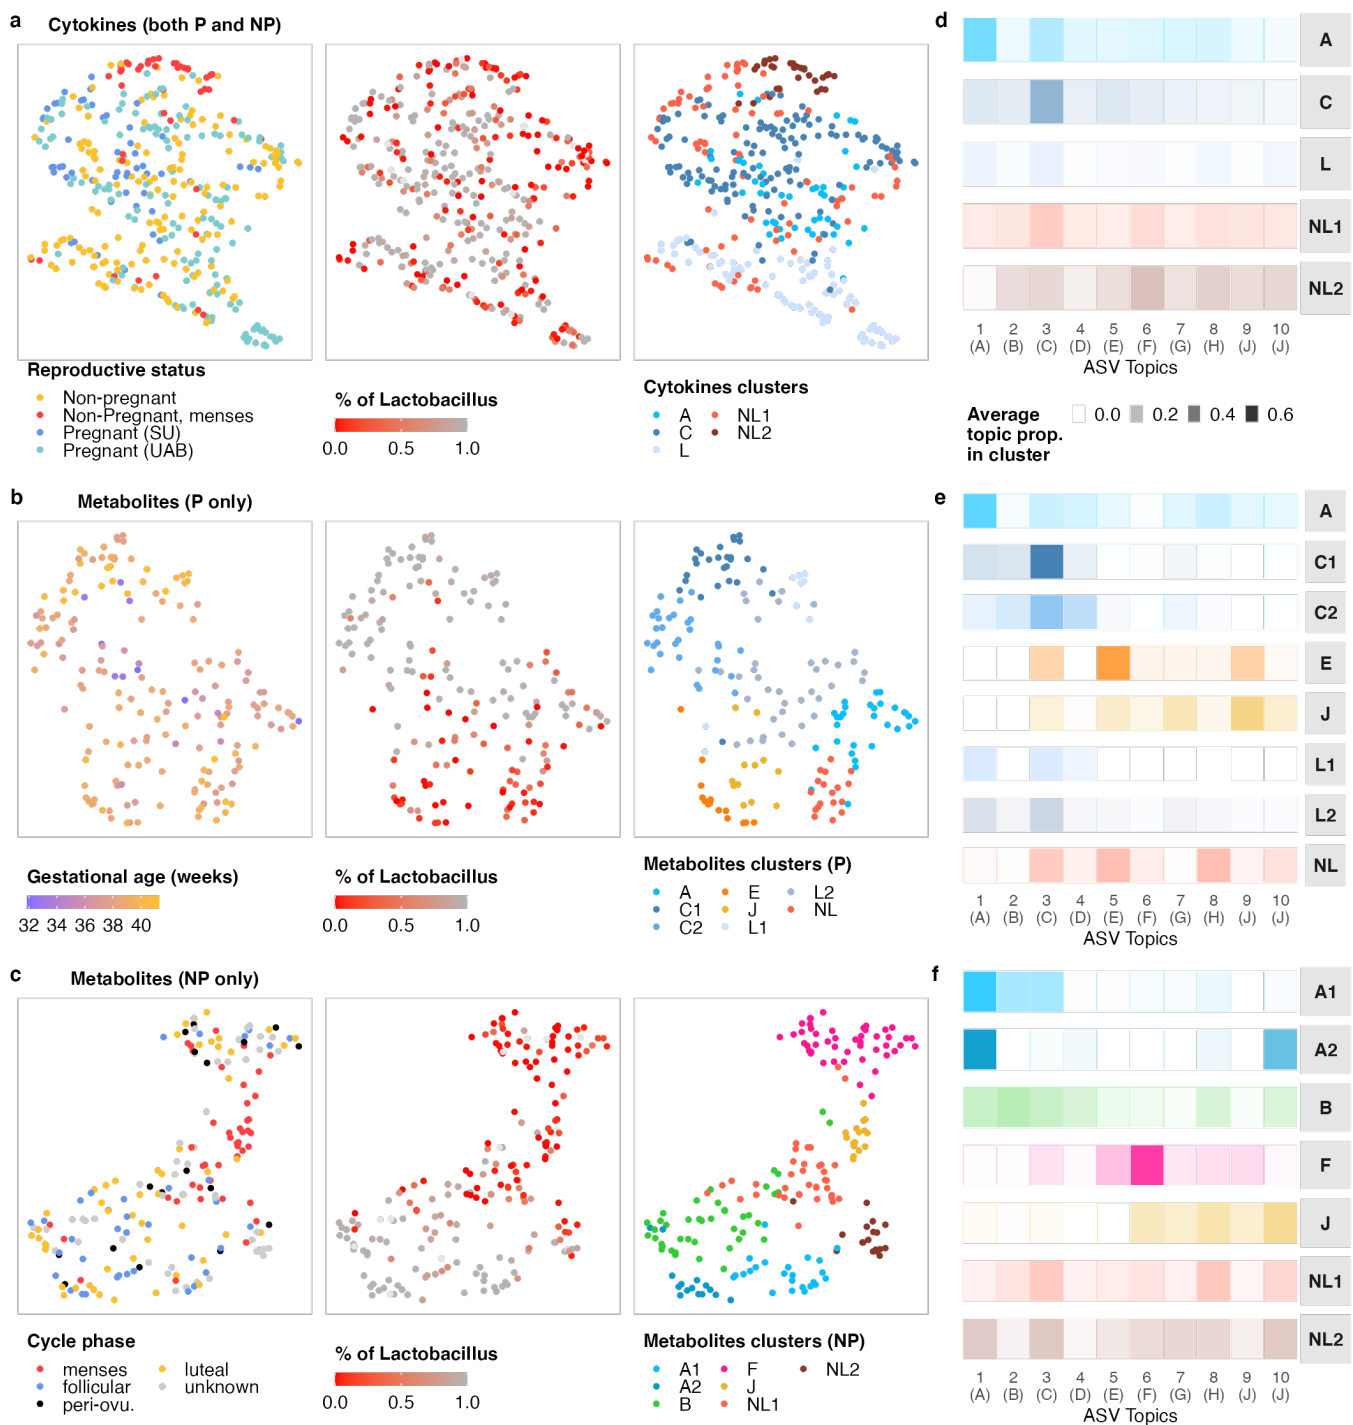 a
Cytokines (both P and NP)
Reproductive status
Non-pregnant
Non-Pregnant, menses
Pregnant (SU)
Pregnant (UAB)
% of Lactobacillus
0.0 0.5 1.0
Cytokines clusters
A NL1
C NL2
L
d
A
C
L
NL1
NL2
1 2 3 4 5 6 7 8 9 10
(A) (B) (C) (D) (E) (F) (G) (H) (J) (J)
ASV Topics
Average
topic prop.
in cluster
0.0 0.2 0.4 0.6
b
Metabolites (P only)
Gestational age (weeks)
32 34 36 38 40
% of Lactobacillus
0.0 0.5 1.0
Metabolites clusters (P)
A E L2
C1 J NL
C2 L1
e
A
C1
C2
E
J
L1
L2
NL
1 2 3 4 5 6 7 8 9 10
(A) (B) (C) (D) (E) (F) (G) (H) (J) (J)
ASV Topics
c
Metabolites (NP only)
Cycle phase
menses luteal
follicular unknown
peri-ovu.
% of Lactobacillus
0.0 0.5 1.0
Metabolites clusters (NP)
A1 F NL2
A2 J
B NL1
f
A1
A2
B
F
J
NL1
NL2
1 2 3 4 5 6 7 8 9 10
(A) (B) (C) (D) (E) (F) (G) (H) (J) (J)
ASV Topics